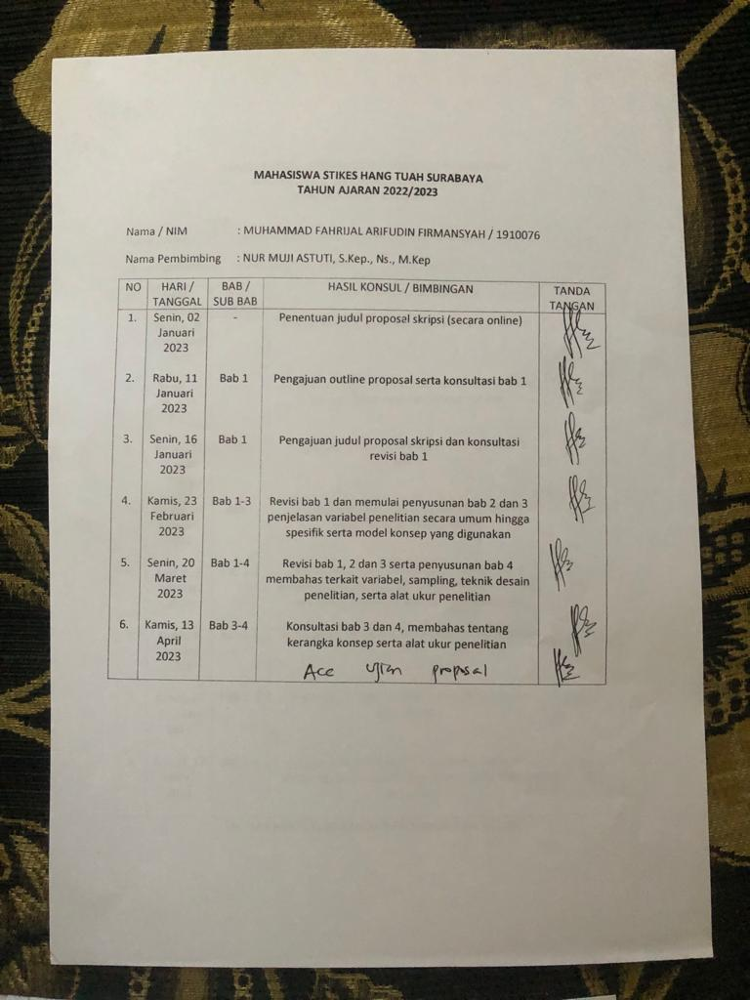 MAHASISWA STIKES HANG TUAH SURABAYA
TAHUN AJARAN 2022/2023
Nama / NIM : MUHAMMAD FAHRIJAL ARIFUDIN FIRMANSYAH / 1910076
Nama Pembimbing : NUR MUJI ASTUTI, S.Kep., Ns., M.Kep
NO HARI / TANGGAL BAB / SUB BAB HASIL KONSUL / BIMBINGAN TANDA TANGAN
1. Senin, 02 - Penentuan judul proposal skripsi (secara online)
Januari
2023
2. Rabu, 11 Bab 1 Pengajuan outline proposal serta konsultasi bab 1
Januari
2023
3. Senin, 16 Bab 1 Pengajuan judul proposal skripsi dan konsultasi
Januari revisi bab 1
2023
4. Kamis, 23 Bab 1-3 Revisi bab 1 dan memulai penyusunan bab 2 dan 3
Februari penjelasan variabel penelitian secara umum hingga
2023 spesifik serta model konsep yang digunakan
5. Senin, 20 Bab 1-4 Revisi bab 1, 2 dan 3 serta penyusunan bab 4
Maret membahas terkait variabel, sampling, teknik desain
2023 penelitian, serta alat ukur penelitian
6. Kamis, 13 Bab 3-4 Konsultasi bab 3 dan 4, membahas tentang
April kerangka konsep serta alat ukur penelitian
2023
Acc ujian proposal